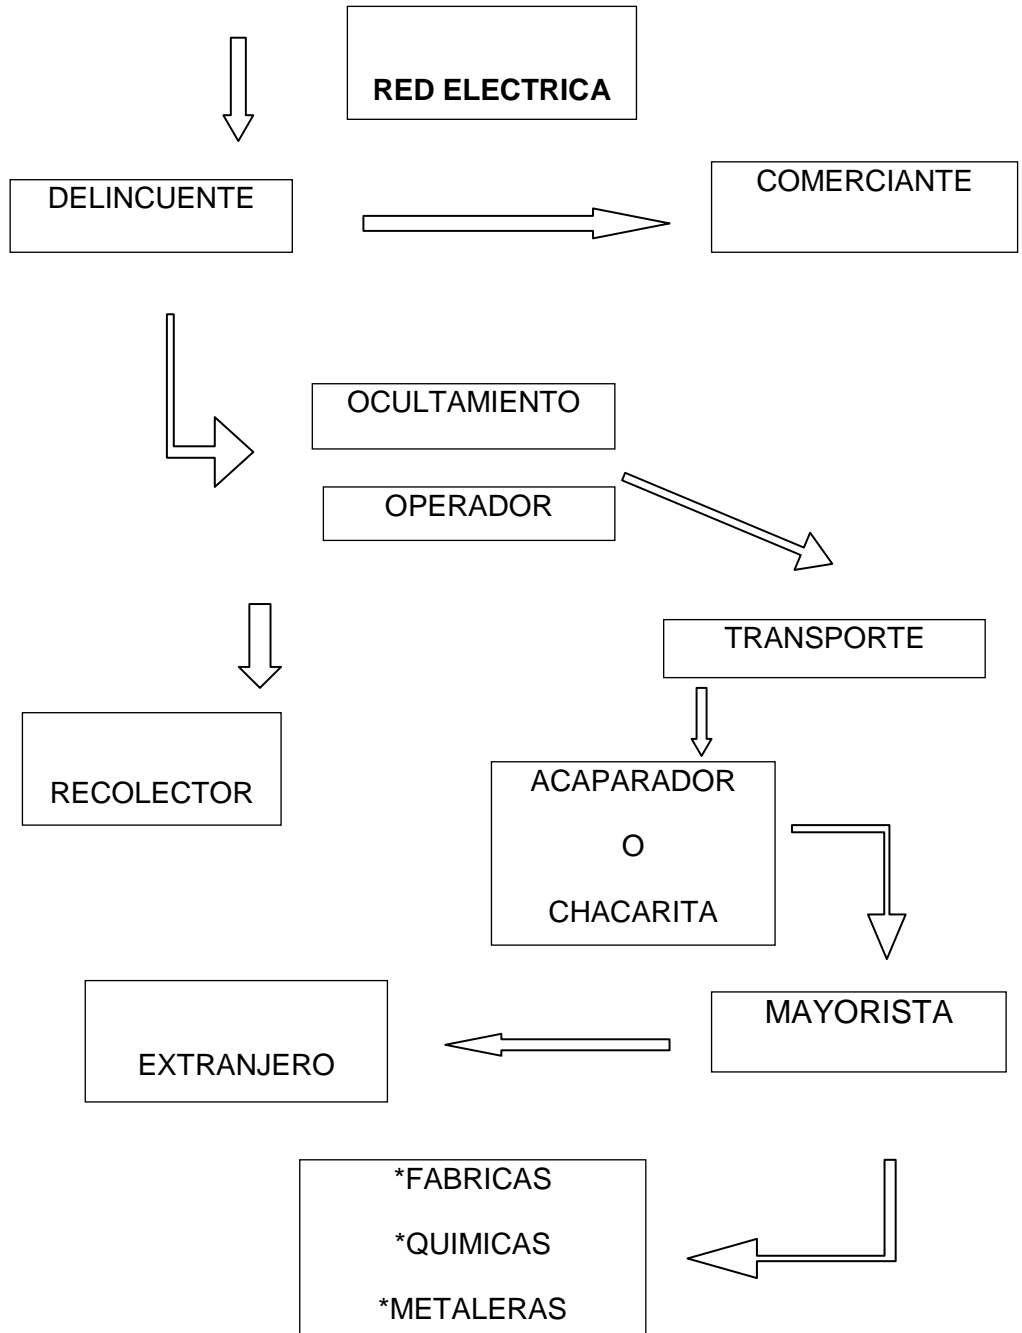 RED ELECTRICA
DELINCUENTE
COMERCIANTE
OCULTAMIENTO
OPERADOR
TRANSPORTE
RECOLECTOR
ACAPARADOR
O
CHACARITA
MAYORISTA
EXTRANJERO
*FABRICAS
*QUIMICAS
*METALERAS